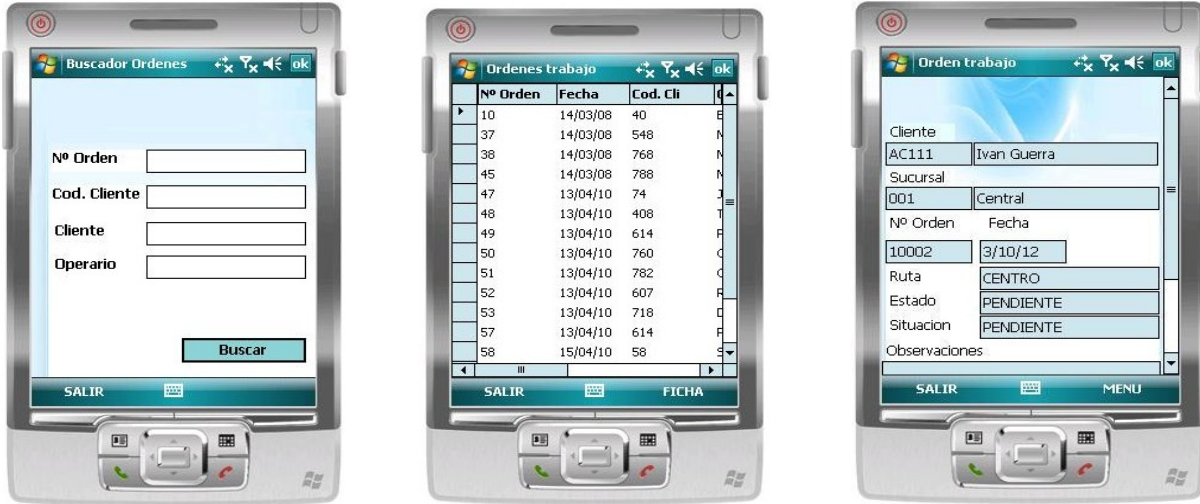 Buscador Ordenes ok
Nº Orden
Cod. Cliente
Cliente
Operario
Buscar
SALIR
Ordenes trabajo ok
Nº Orden Fecha Cod. Cli
10 14/03/08 40
37 14/03/08 548
38 14/03/08 768
45 14/03/08 788
47 13/04/10 74
48 13/04/10 408
49 13/04/10 614
50 13/04/10 760
51 13/04/10 782
52 13/04/10 607
53 13/04/10 718
57 13/04/10 614
58 15/04/10 58
SALIR FICHA
Orden trabajo ok
Cliente
AC111 Ivan Guerra
Sucursal
001 Central
Nº Orden Fecha
10002 3/10/12
Ruta CENTRO
Estado PENDIENTE
Situacion PENDIENTE
Observaciones
SALIR MENU